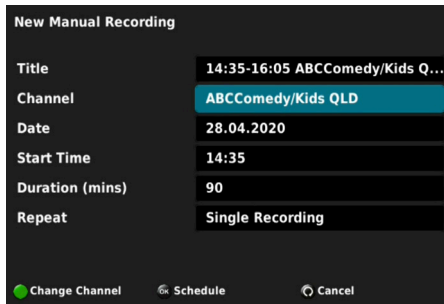 New Manual Recording
Title 14:35-16:05 ABCComedy/Kids Q...
Channel ABCComedy/Kids QLD
Date 28.04.2020
Start Time 14:35
Duration (mins) 90
Repeat Single Recording
Change Channel OK Schedule Cancel